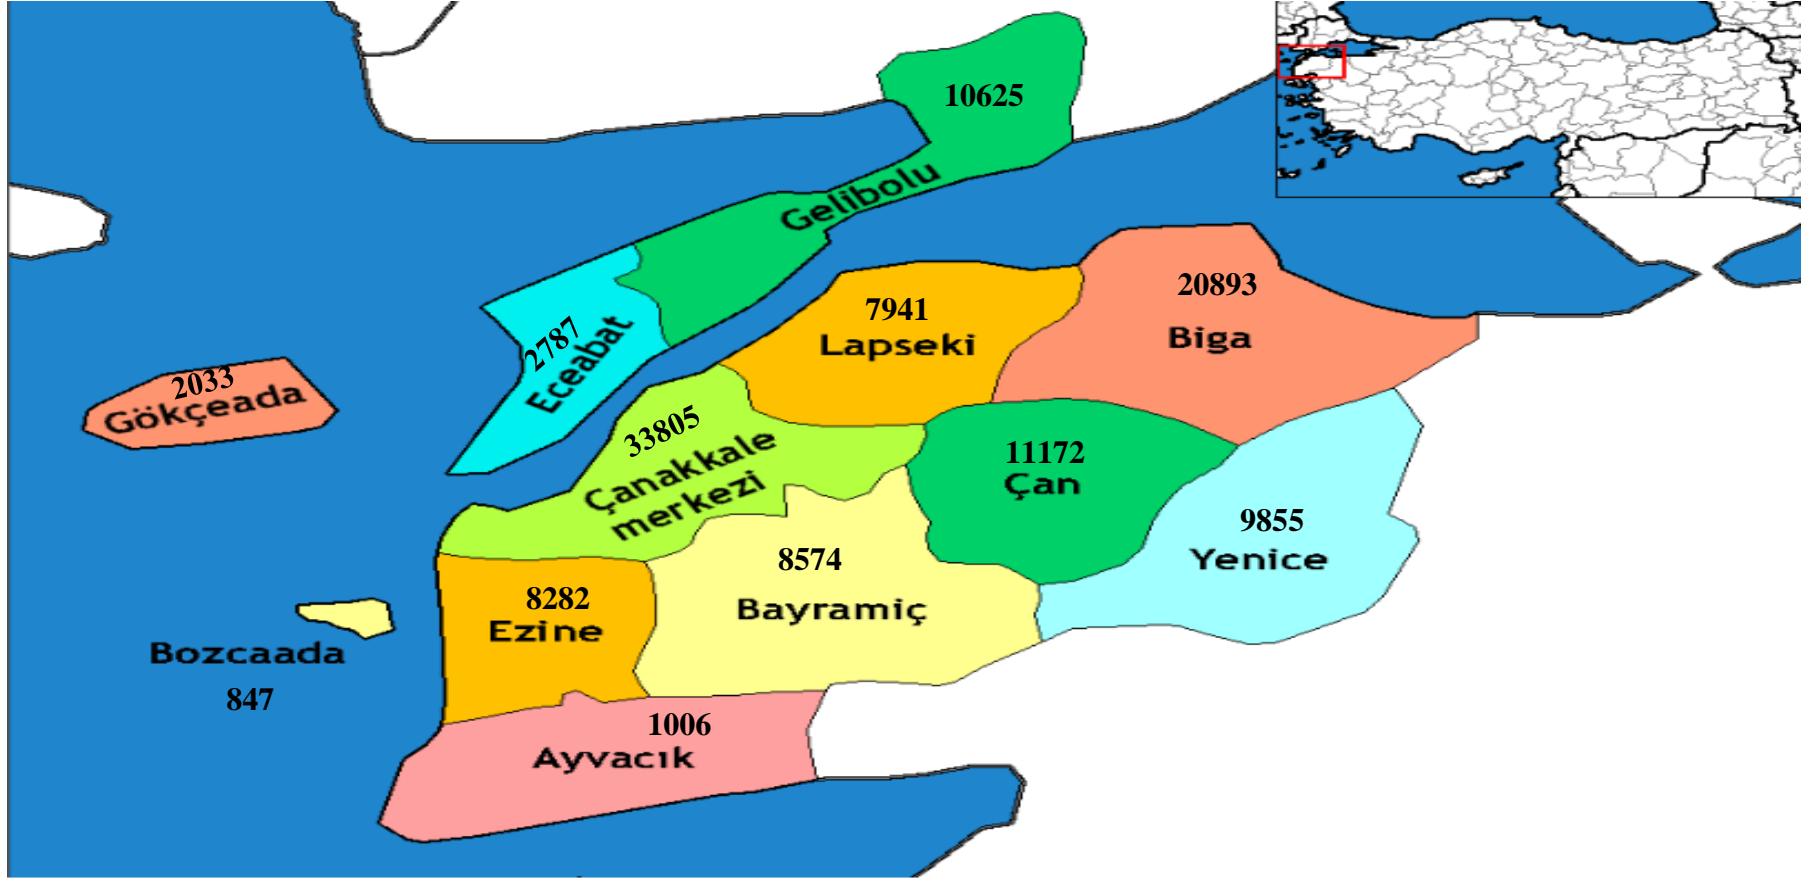 10625
Gelibolu
20893
Biga
7941
Lapseki
2787
Eceabat
2033
Gökçeada
33805
Çanakkale
merkezi
11172
Çan
9855
Yenice
8574
Bayramiç
8282
Ezine
Bozcaada
847
1006
Ayvacık